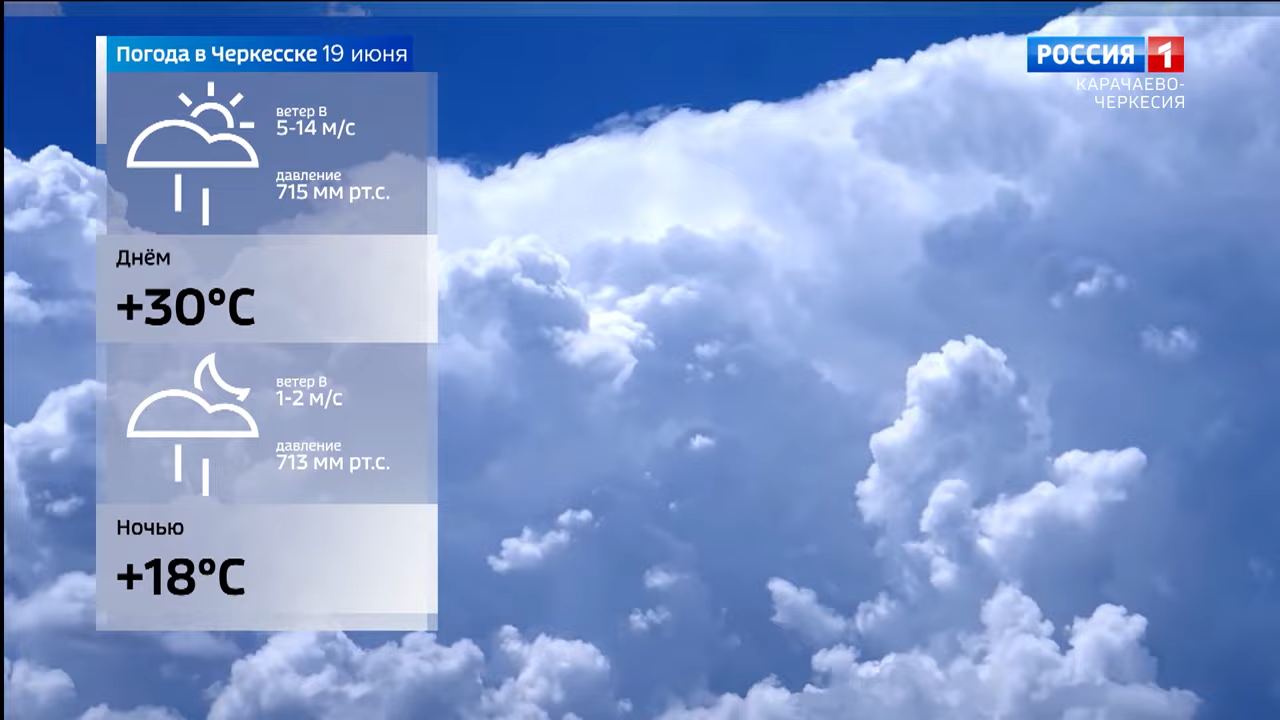 Погода в Черкесске 19 июня
РОССИЯ 1
КАРАЧАЕВО-
ЧЕРКЕСИЯ
ветер В
5-14 м/с
давление
715 мм рт.с.
Днём
+30°C
ветер В
1-2 м/с
давление
713 мм рт.с.
Ночью
+18°C